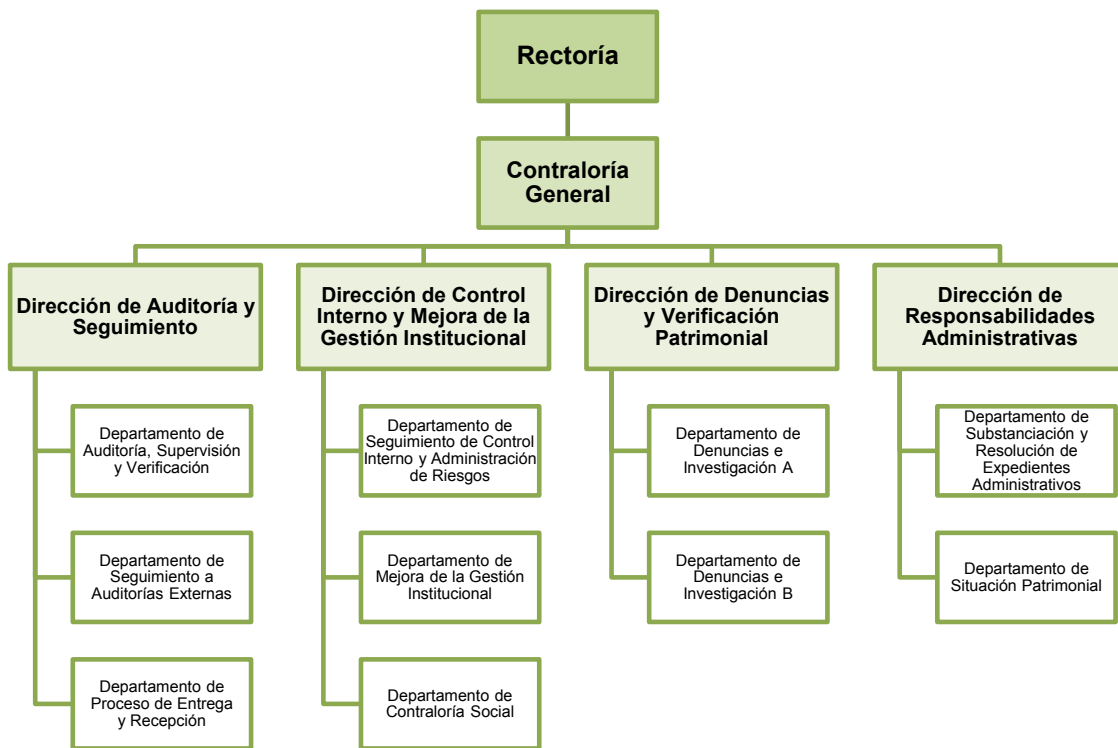 Rectoría
Contraloría
General
Dirección de Auditoría y
Seguimiento
Dirección de Control
Interno y Mejora de la
Gestión Institucional
Dirección de Denuncias
y Verificación
Patrimonial
Dirección de
Responsabilidades
Administrativas
Departamento de
Auditoría, Supervisión
y Verificación
Departamento de
Seguimiento de Control
Interno y Administración
de Riesgos
Departamento de
Denuncias e
Investigación A
Departamento de
Substanciación y
Resolución de
Expedientes
Administrativos
Departamento de
Seguimiento a
Auditorías Externas
Departamento de
Mejora de la Gestión
Institucional
Departamento de
Denuncias e
Investigación B
Departamento de
Situación Patrimonial
Departamento de
Proceso de Entrega
y Recepción
Departamento de
Contraloría Social